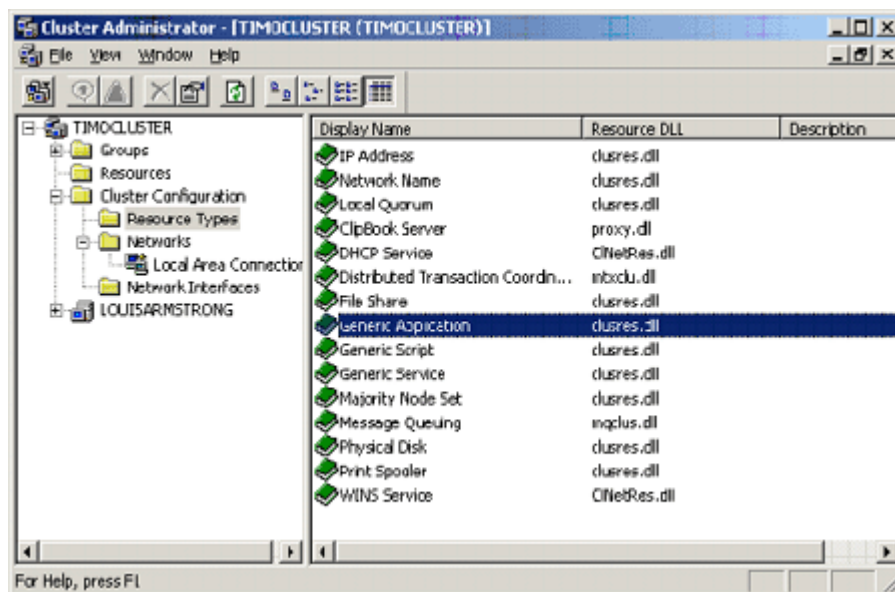 Cluster Administrator - [TIMOCLUSTER (TIMOCLUSTER)]
File View Window Help
TIMOCLUSTER
Groups
Resources
Cluster Configuration
Resource Types
Networks
Local Area Connection
Network Interfaces
LOUISARMSTRONG
Display Name Resource DLL Description
IP Address clusres.dll
Network Name clusres.dll
Local Quorum clusres.dll
ClipBook Server proxy.dll
DHCP Service ClNetRes.dll
Distributed Transaction Coordin... mtxclu.dll
File Share clusres.dll
Generic Application clusres.dll
Generic Script clusres.dll
Generic Service clusres.dll
Majority Node Set clusres.dll
Message Queuing mqclus.dll
Physical Disk clusres.dll
Print Spooler clusres.dll
WINS Service ClNetRes.dll
For Help, press F1